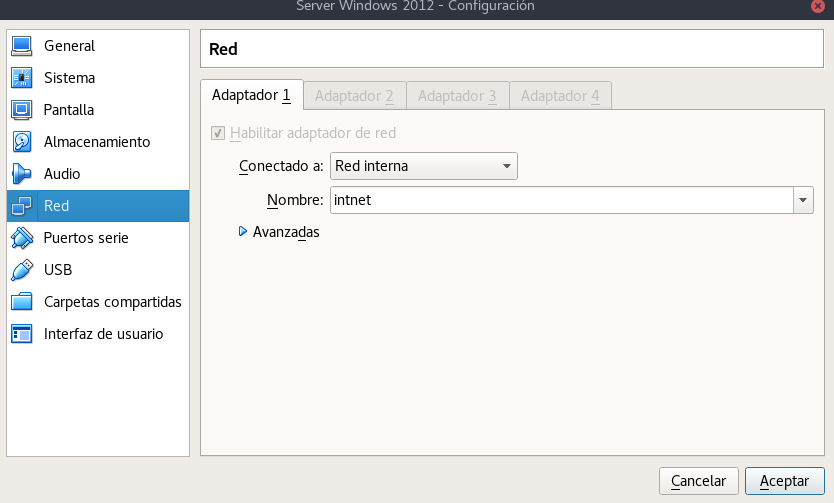 Server Windows 2012 - Configuración
General
Sistema
Pantalla
Almacenamiento
Audio
Red
Puertos serie
USB
Carpetas compartidas
Interfaz de usuario
Red
Adaptador 1 Adaptador 2 Adaptador 3 Adaptador 4
Habilitar adaptador de red
Conectado a: Red interna
Nombre: intnet
Avanzadas
Cancelar Aceptar